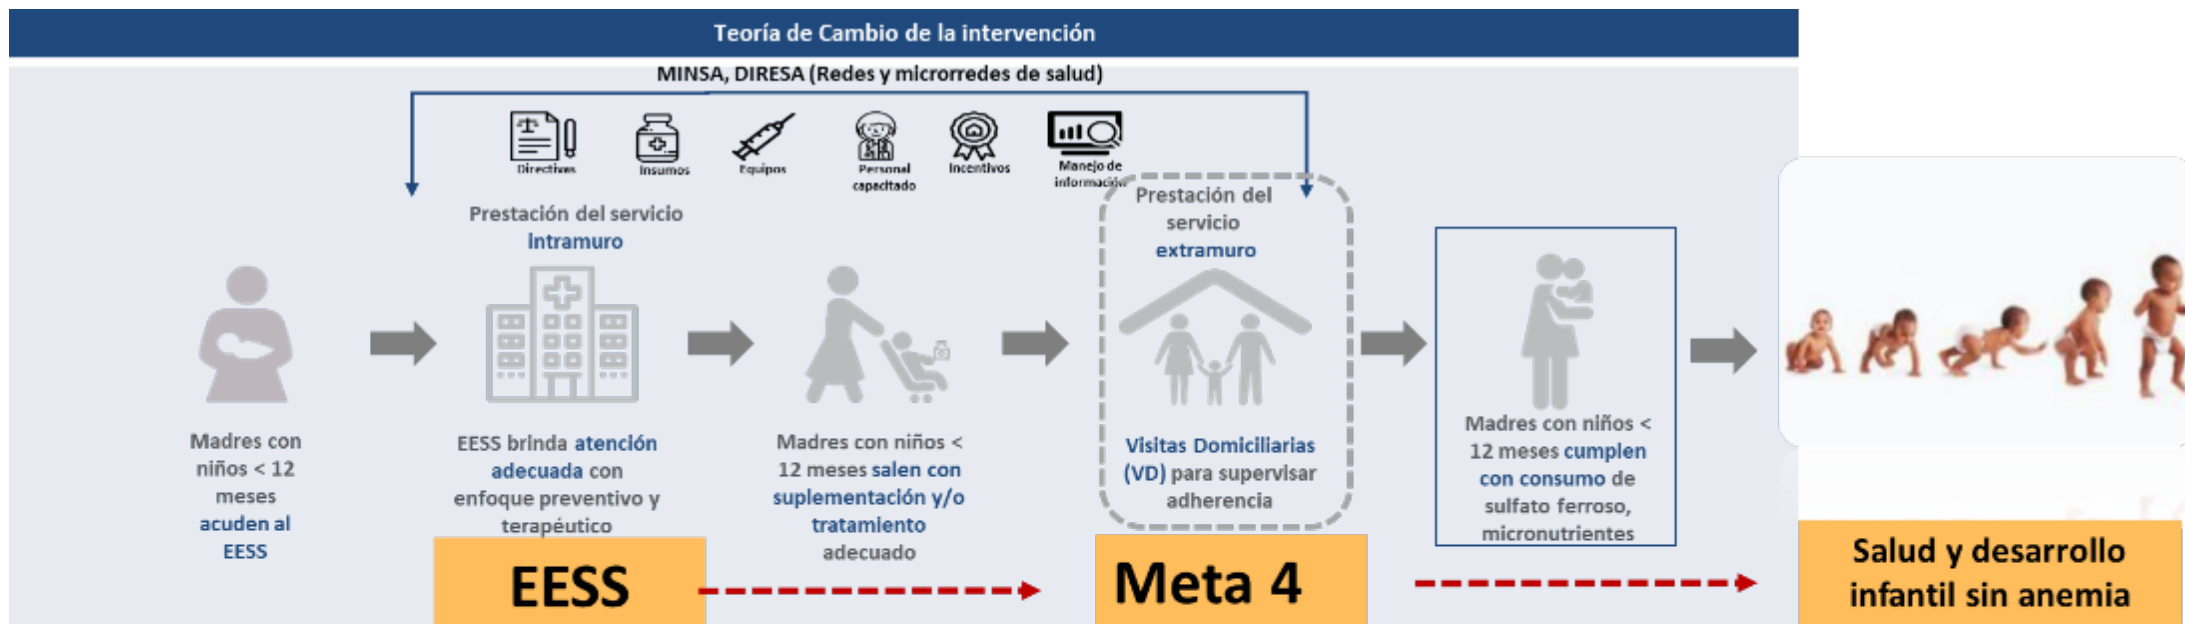 Teoría de Cambio de la intervención
MINSA, DIRESA (Redes y microrredes de salud)
Directivas
Insumos
Equipos
Personal
capacitado
Incentivos
Manejo de
información
Prestación del servicio
intramuro
Prestación del
servicio
extramuro
Madres con
niños < 12
meses
acuden al
EESS
EESS brinda atención
adecuada con
enfoque preventivo y
terapéutico
Madres con niños <
12 meses salen con
suplementación y/o
tratamiento
adecuado
Visitas Domiciliarias
(VD) para supervisar
adherencia
Madres con niños <
12 meses cumplen
con consumo de
sulfato ferroso,
micronutrientes
EESS
Meta 4
Salud y desarrollo
infantil sin anemia